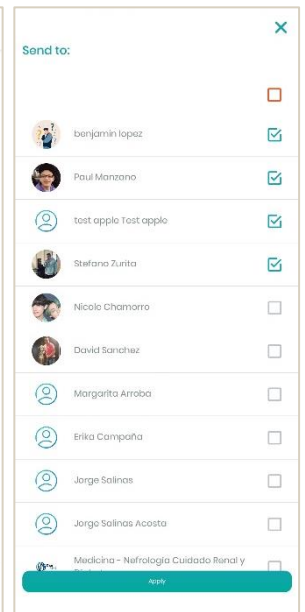 Send to:
benjamin lopez
Paul Manzano
test apple Test apple
Stefano Zurita
Nicole Chamorro
David Sanchez
Margarita Arroba
Erika Campaña
Jorge Salinas
Jorge Salinas Acosta
Medicina - Nefrología Cuidado Renal y
Apply